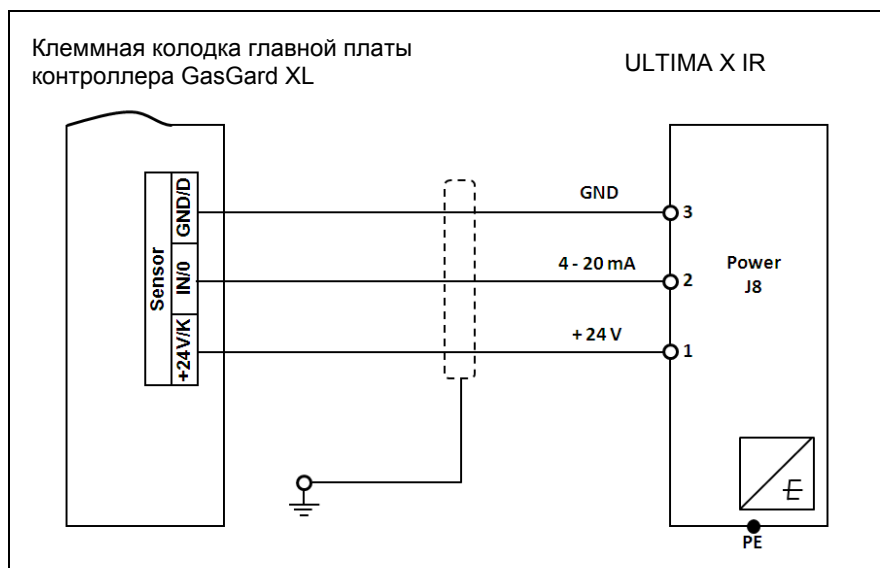 Клеммная колодка главной платы
контроллера GasGard XL
ULTIMA X IR
Sensor
GND/D
IN/0
+24V/K
GND
4 - 20 mA
+ 24 V
3
2
1
Power
J8
E
PE